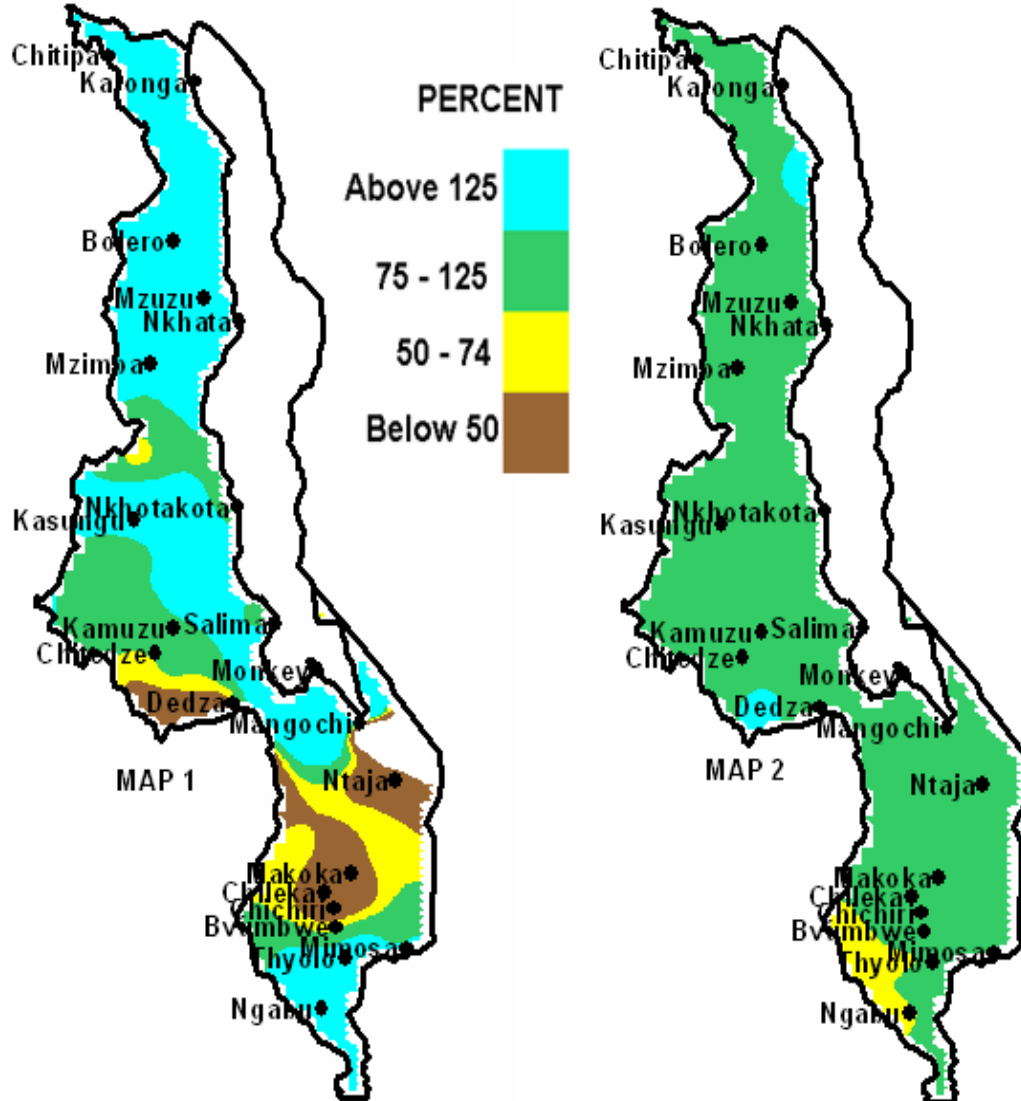 Chitipa
Karonga
Bolero
Mzuzu
Nkhata
Mzimba
Nkhotakota
Kasungu
Kamuzu
Salima
Chitedze
Monkey
Dedza
Mangochi
MAP 1
Ntaja
Makoka
Chileka
Chichiri
Bvumbwe
Mimosa
Thyolo
Ngabu
PERCENT
Above 125
75 - 125
50 - 74
Below 50
Chitipa
Karonga
Bolero
Mzuzu
Nkhata
Mzimba
Nkhotakota
Kasungu
Kamuzu
Salima
Chitedze
Monkey
Dedza
Mangochi
MAP 2
Ntaja
Makoka
Chileka
Chichiri
Bvumbwe
Mimosa
Thyolo
Ngabu